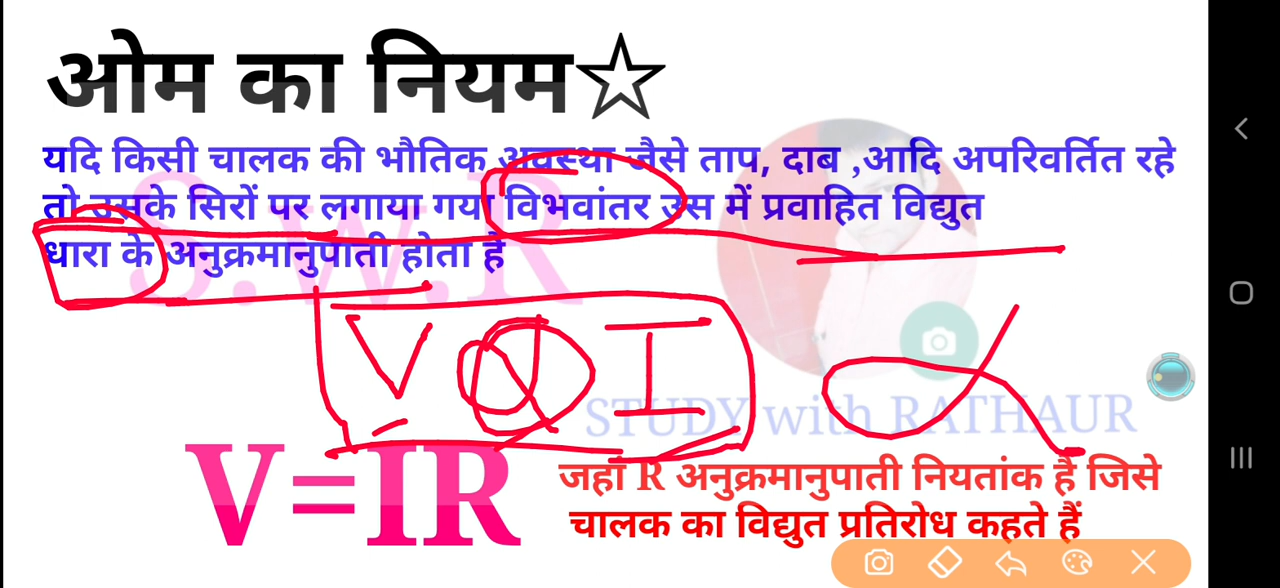 ओम का नियम☆
यदि किसी चालक की भौतिक अवस्था जैसे ताप, दाब ,आदि अपरिवर्तित रहे
तो उसके सिरों पर लगाया गया विभवांतर उस में प्रवाहित विद्युत
धारा के अनुक्रमानुपाती होता है
S.W.R
V α I α
STUDY with RATHAUR
V=IR
जहां R अनुक्रमानुपाती नियतांक है जिसे
चालक का विद्युत प्रतिरोध कहते हैं